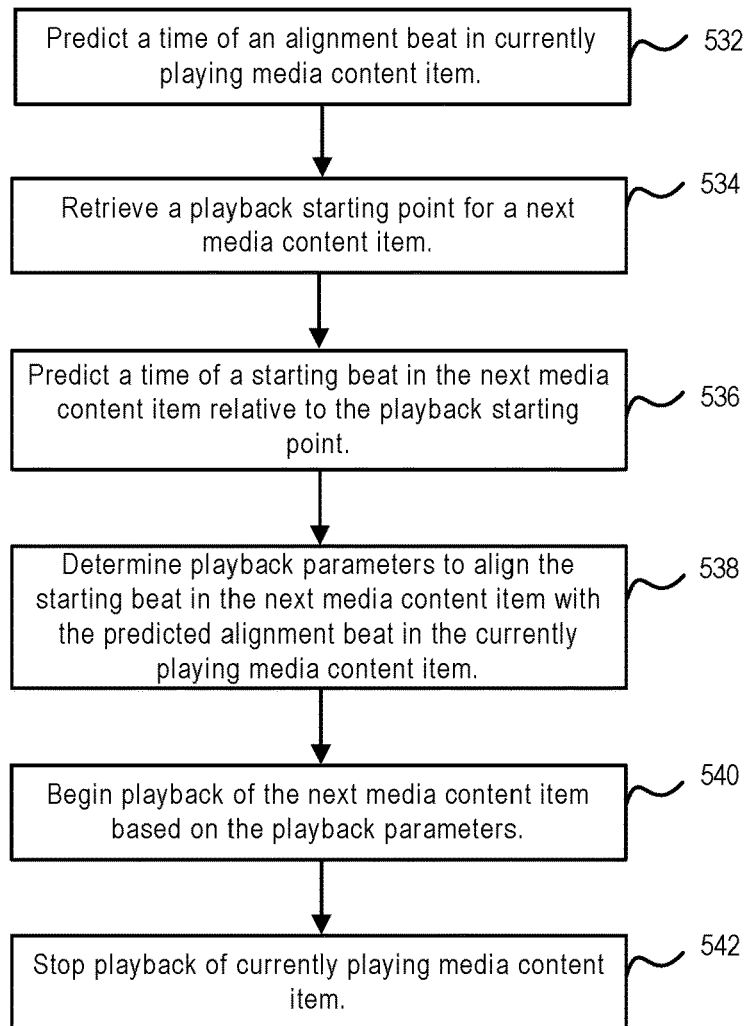 Predict a time of an alignment beat in currently
playing media content item.
532
Retrieve a playback starting point for a next
media content item.
534
Predict a time of a starting beat in the next media
content item relative to the playback starting
point.
536
Determine playback parameters to align the
starting beat in the next media content item with
the predicted alignment beat in the currently
playing media content item.
538
Begin playback of the next media content item
based on the playback parameters.
540
Stop playback of currently playing media content
item.
542